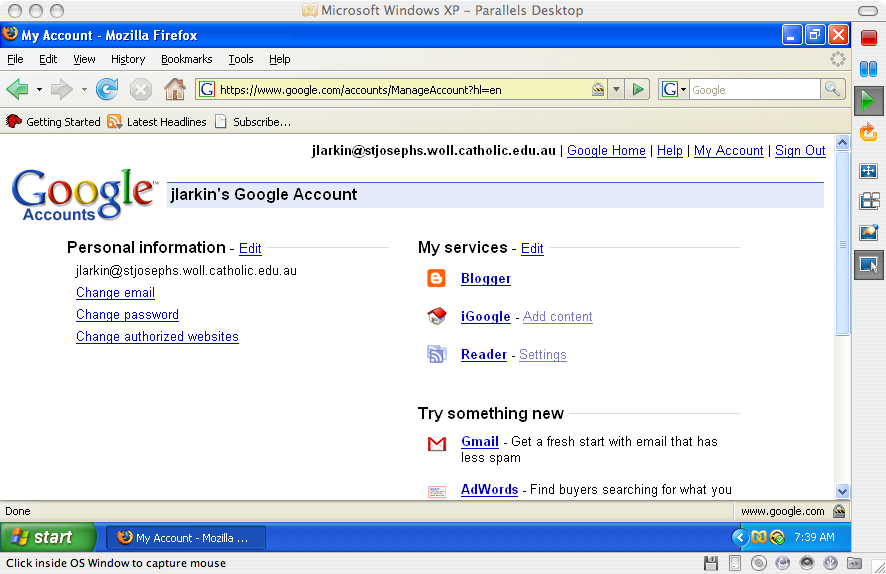 Microsoft Windows XP – Parallels Desktop
My Account - Mozilla Firefox
File Edit View History Bookmarks Tools Help
G https://www.google.com/accounts/ManageAccount?hl=en G Google
Getting Started Latest Headlines Subscribe...
jlarkin@stjosephs.woll.catholic.edu.au | Google Home | Help | My Account | Sign Out
Google™
Accounts
jlarkin's Google Account
Personal information - Edit
jlarkin@stjosephs.woll.catholic.edu.au
Change email
Change password
Change authorized websites
My services - Edit
Blogger
iGoogle - Add content
Reader - Settings
Try something new
Gmail - Get a fresh start with email that has
less spam
AdWords - Find buyers searching for what you
Done www.google.com
start My Account - Mozilla ... 7:39 AM
Click inside OS Window to capture mouse